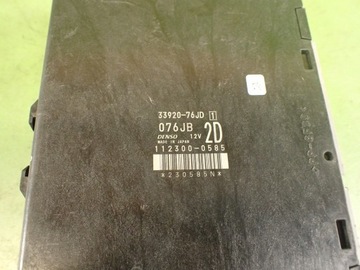 33920-76JD 1
076JB 2D
DENSO 12V
MADE IN JAPAN
112300-0585
*230585N*